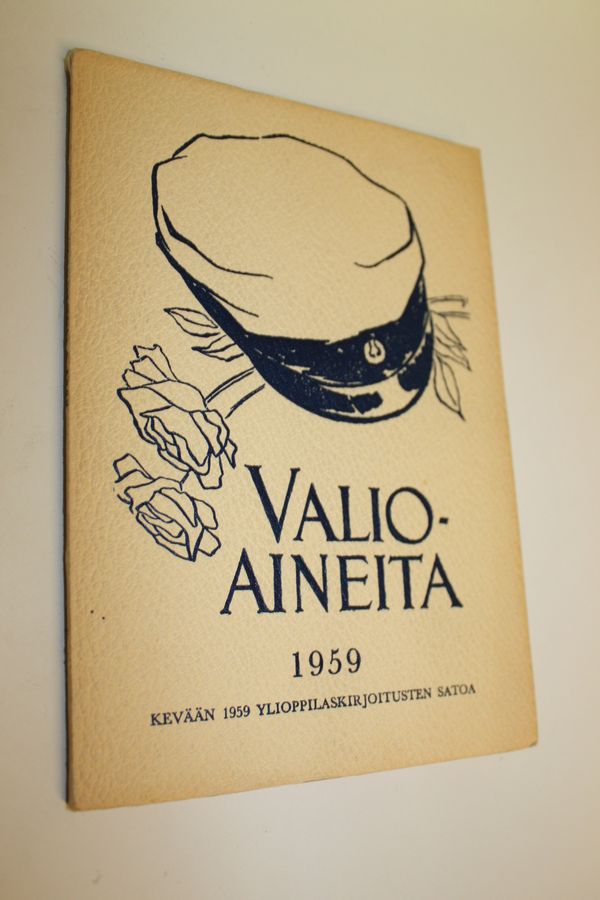 VALIO-
AINEITA
1959
KEVÄÄN 1959 YLIOPPILASKIRJOITUSTEN SATOA